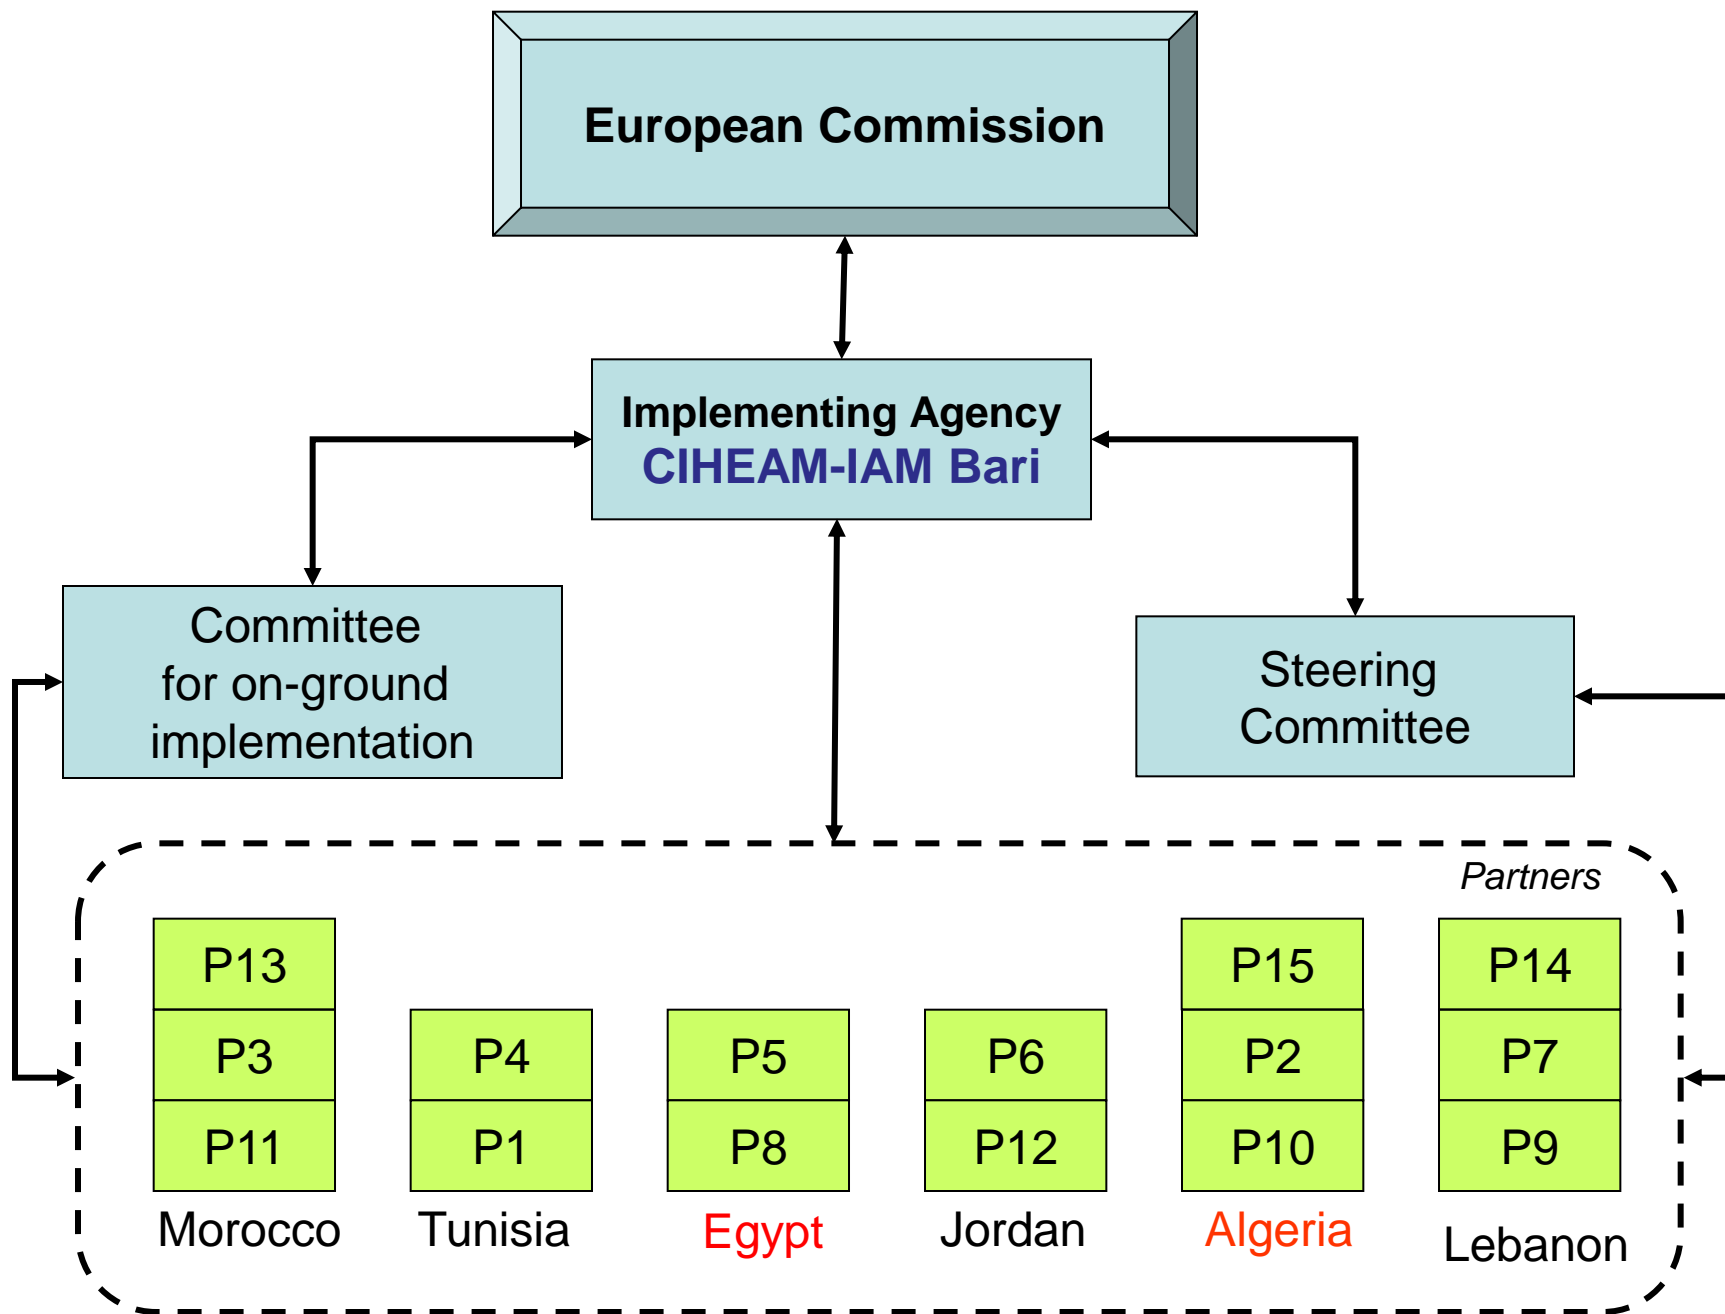 European Commission
Implementing Agency
CIHEAM-IAM Bari
Committee
for on-ground
implementation
Steering
Committee
Partners
P13
P3
P11
Morocco
P4
P1
Tunisia
P5
P8
Egypt
P6
P12
Jordan
P15
P2
P10
Algeria
P14
P7
P9
Lebanon